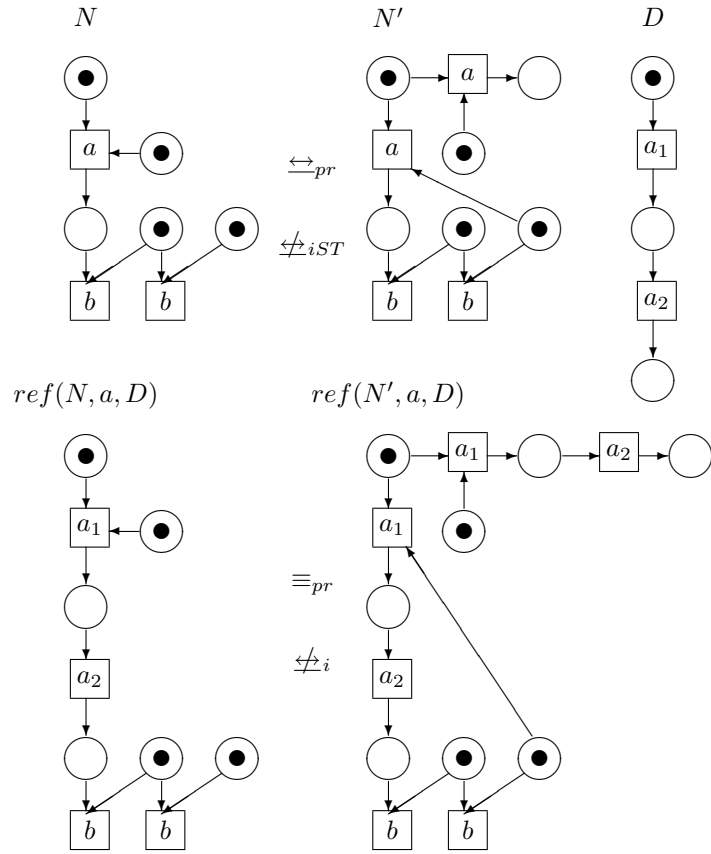 N N′ D
a
a a a₁
↔pr
↮iST
b b b b a₂
ref(N, a, D) ref(N′, a, D)
a₁ a₂
a₁ a₁
≡pr
↮i
a₂ a₂
b b b b